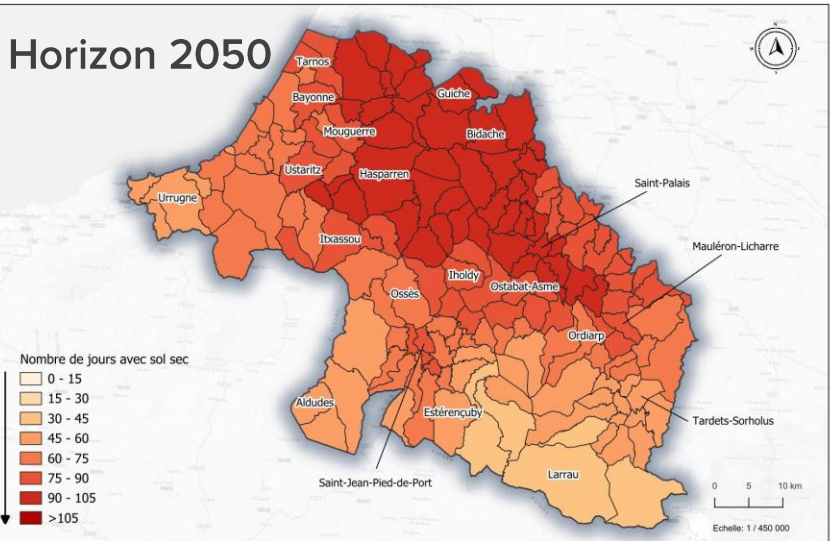 Horizon 2050
N
Tarnos
Bayonne
Guiche
Mouguerre
Bidache
Ustaritz
Hasparren
Urrugne
Saint-Palais
Itxassou
Mauléron-Licharre
Iholdy
Ostabat-Asme
Ossès
Ordiarp
Aldudes
Estérençuby
Tardets-Sorholus
Saint-Jean-Pied-de-Port
Larrau
Nombre de jours avec sol sec
0 - 15
15 - 30
30 - 45
45 - 60
60 - 75
75 - 90
90 - 105
>105
0 5 10 km
Echelle: 1 / 450 000